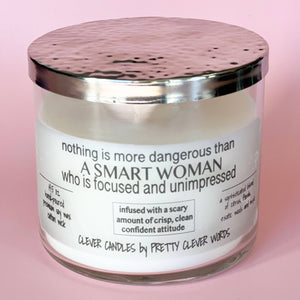 nothing is more dangerous than
A SMART WOMAN
who is focused and unimpressed
infused with a scary
amount of crisp, clean
confident attitude
CLEVER CANDLES by PRETTY CLEVER WORDS